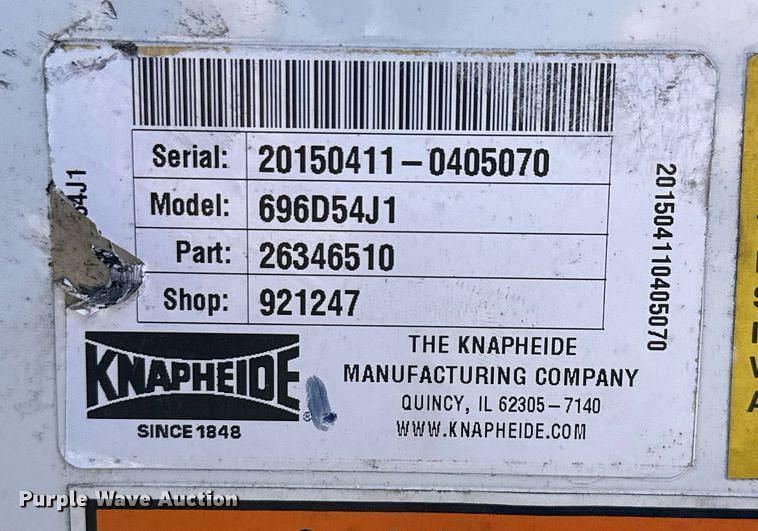 Serial: 20150411-0405070
Model: 696D54J1
Part: 26346510
Shop: 921247
KNAPHEIDE®
SINCE 1848
THE KNAPHEIDE
MANUFACTURING COMPANY
QUINCY, IL 62305-7140
WWW.KNAPHEIDE.COM
201504110405070
54J1
Purple Wave Auction